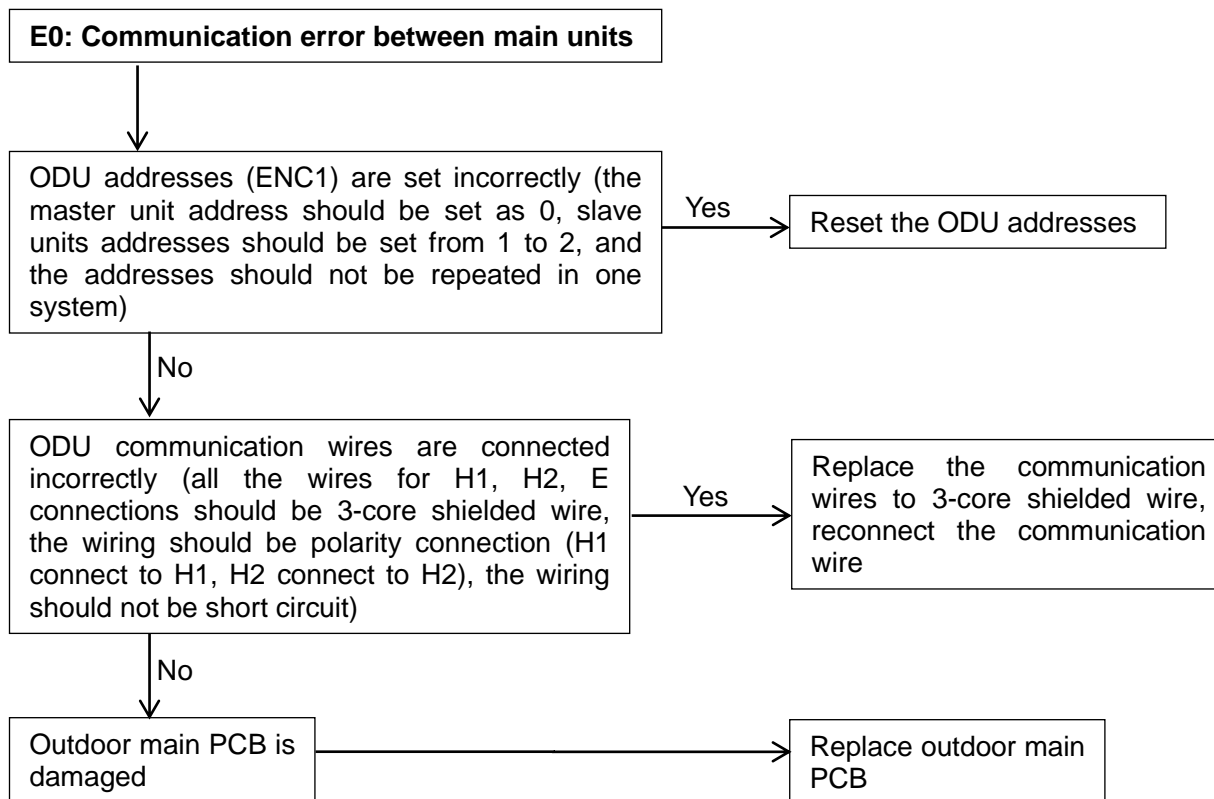 E0: Communication error between main units
ODU addresses (ENC1) are set incorrectly (the
master unit address should be set as 0, slave
units addresses should be set from 1 to 2, and
the addresses should not be repeated in one
system)
Yes
Reset the ODU addresses
No
ODU communication wires are connected
incorrectly (all the wires for H1, H2, E
connections should be 3-core shielded wire,
the wiring should be polarity connection (H1
connect to H1, H2 connect to H2), the wiring
should not be short circuit)
Yes
Replace the communication
wires to 3-core shielded wire,
reconnect the communication
wire
No
Outdoor main PCB is
damaged
Replace outdoor main
PCB